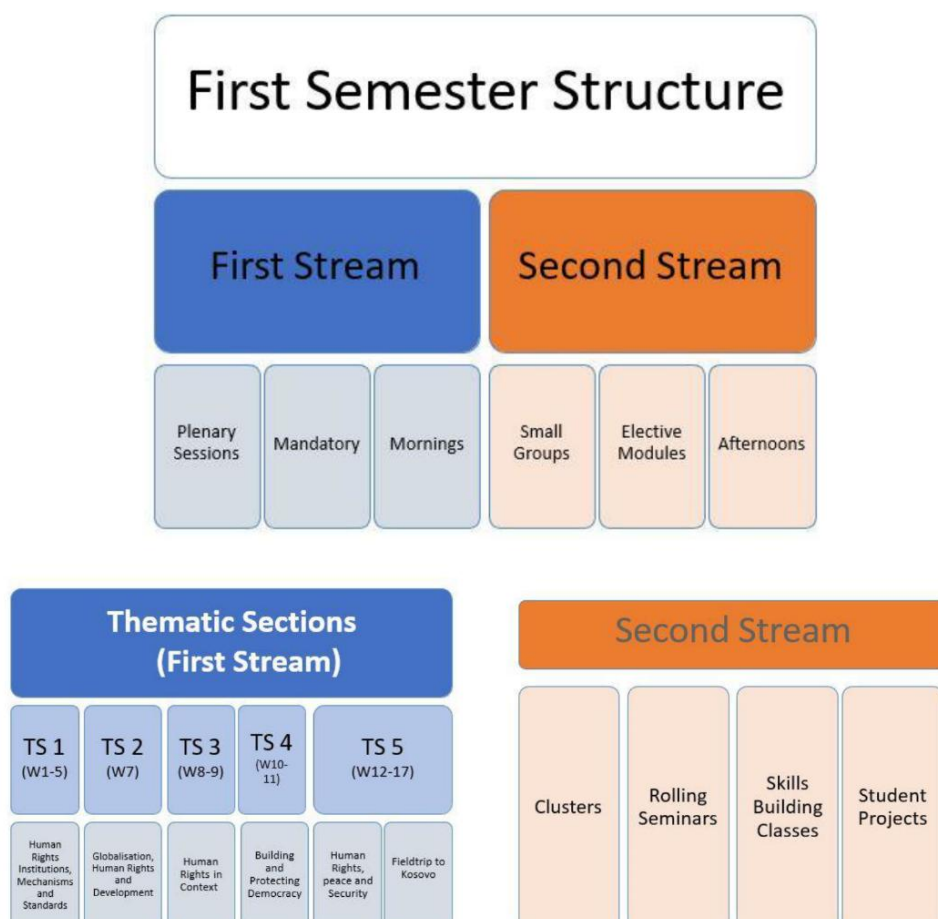 First Semester Structure
First Stream
Second Stream
Plenary
Sessions
Mandatory
Mornings
Small
Groups
Elective
Modules
Afternoons
Thematic Sections
(First Stream)
TS 1
(W1-5)
TS 2
(W7)
TS 3
(W8-9)
TS 4
(W10-
11)
TS 5
(W12-17)
Human
Rights
Institutions,
Mechanisms
and
Standards
Globalisation,
Human Rights
and
Development
Human
Rights in
Context
Building
and
Protecting
Democracy
Human
Rights,
peace and
Security
Fieldtrip to
Kosovo
Second Stream
Clusters
Rolling
Seminars
Skills
Building
Classes
Student
Projects